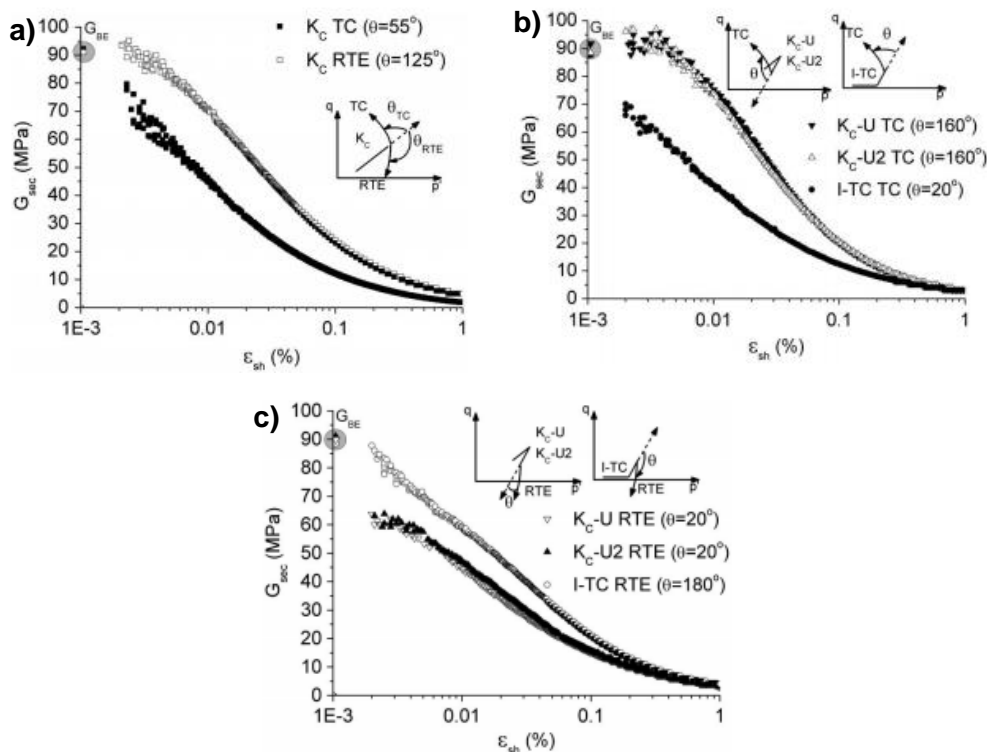 a)
100
90
80
70
60
50
40
30
20
10
0
G_BE
G_sec (MPa)
1E-3 0.01 0.1 1
ε_sh (%)
K_C TC (θ=55°)
K_C RTE (θ=125°)
q
TC
θ_TC
K_C
θ_RTE
RTE
p'
b)
100
90
80
70
60
50
40
30
20
10
0
G_BE
G_sec (MPa)
1E-3 0.01 0.1 1
ε_sh (%)
q
TC
K_C-U
K_C-U2
θ
p'
q
TC
θ
I-TC
p'
K_C-U TC (θ=160°)
K_C-U2 TC (θ=160°)
I-TC TC (θ=20°)
c)
100
90
80
70
60
50
40
30
20
10
0
G_BE
G_sec (MPa)
1E-3 0.01 0.1 1
ε_sh (%)
q
K_C-U
K_C-U2
RTE
θ
p'
q
I-TC
θ
RTE
p'
K_C-U RTE (θ=20°)
K_C-U2 RTE (θ=20°)
I-TC RTE (θ=180°)